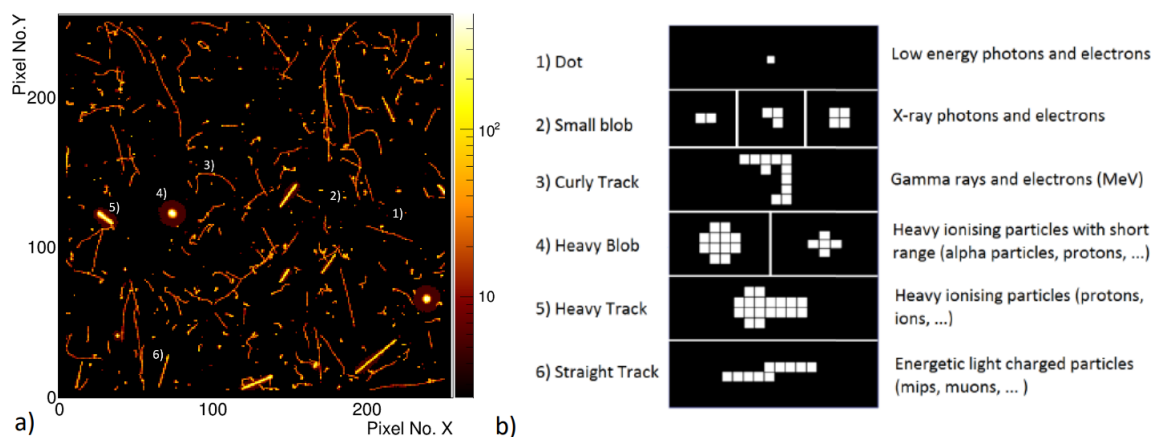 Pixel No.Y
200
100
0
0
100
200
Pixel No. X
10²
10
1)
2)
3)
4)
5)
6)
a)
b)
1) Dot
Low energy photons and electrons
2) Small blob
X-ray photons and electrons
3) Curly Track
Gamma rays and electrons (MeV)
4) Heavy Blob
Heavy ionising particles with short
range (alpha particles, protons, ...)
5) Heavy Track
Heavy ionising particles (protons,
ions, ...)
6) Straight Track
Energetic light charged particles
(mips, muons, ... )